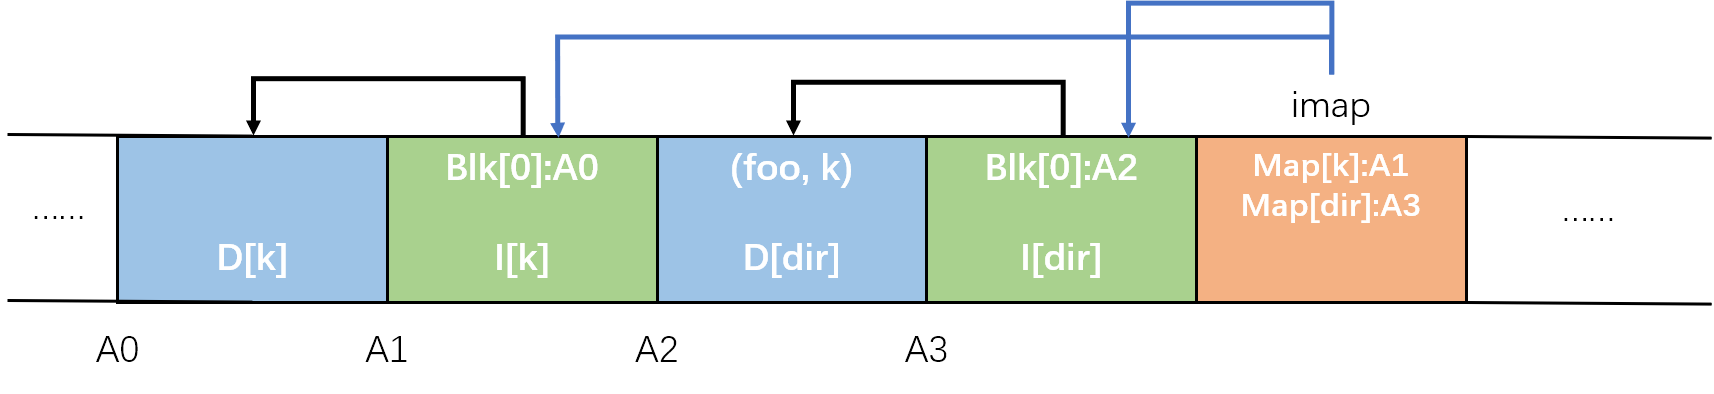 imap
Blk[0]:A0
(foo, k)
Blk[0]:A2
Map[k]:A1
Map[dir]:A3
......
......
D[k]
I[k]
D[dir]
I[dir]
A0
A1
A2
A3